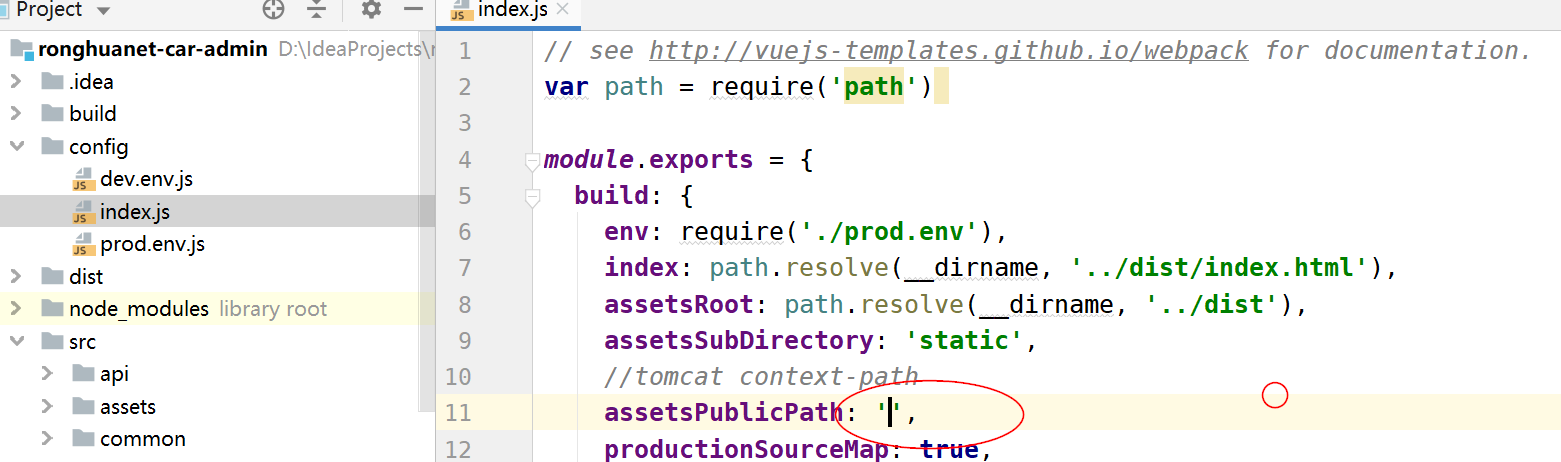 Project
ronghuanet-car-admin D:\IdeaProjects\
.idea
build
config
dev.env.js
index.js
prod.env.js
dist
node_modules library root
src
api
assets
common
index.js
1 // see http://vuejs-templates.github.io/webpack for documentation.
2 var path = require('path')
3
4 module.exports = {
5 build: {
6 env: require('./prod.env'),
7 index: path.resolve(__dirname, '../dist/index.html'),
8 assetsRoot: path.resolve(__dirname, '../dist'),
9 assetsSubDirectory: 'static',
10 //tomcat context-path
11 assetsPublicPath: '',
12 productionSourceMap: true,